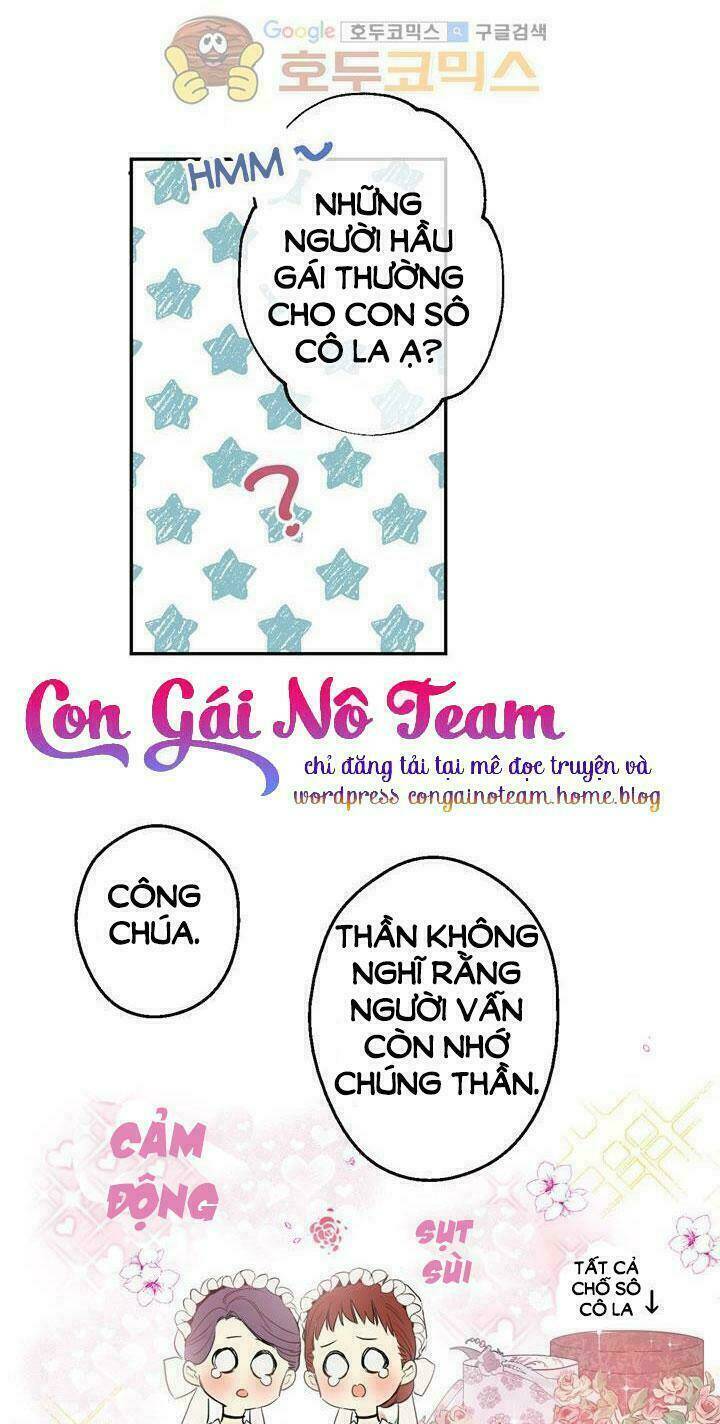 Google 호두코믹스 구글검색
호두코믹스
HMM ~
NHỮNG
NGƯỜI HẦU
GÁI THƯỜNG
CHO CON SÔ
CÔ LA Ạ?
?
Con Gái Nô Team
chỉ đăng tải tại mê đọc truyện và
wordpress congainoteam.home.blog
CÔNG
CHÚA.
THẦN KHÔNG
NGHĨ RẰNG
NGƯỜI VẪN
CÒN NHỚ
CHÚNG THẦN.
CẢM
ĐỘNG
SỤT
SÙI
TẤT CẢ
CHỐ SÔ
CÔ LA ↓